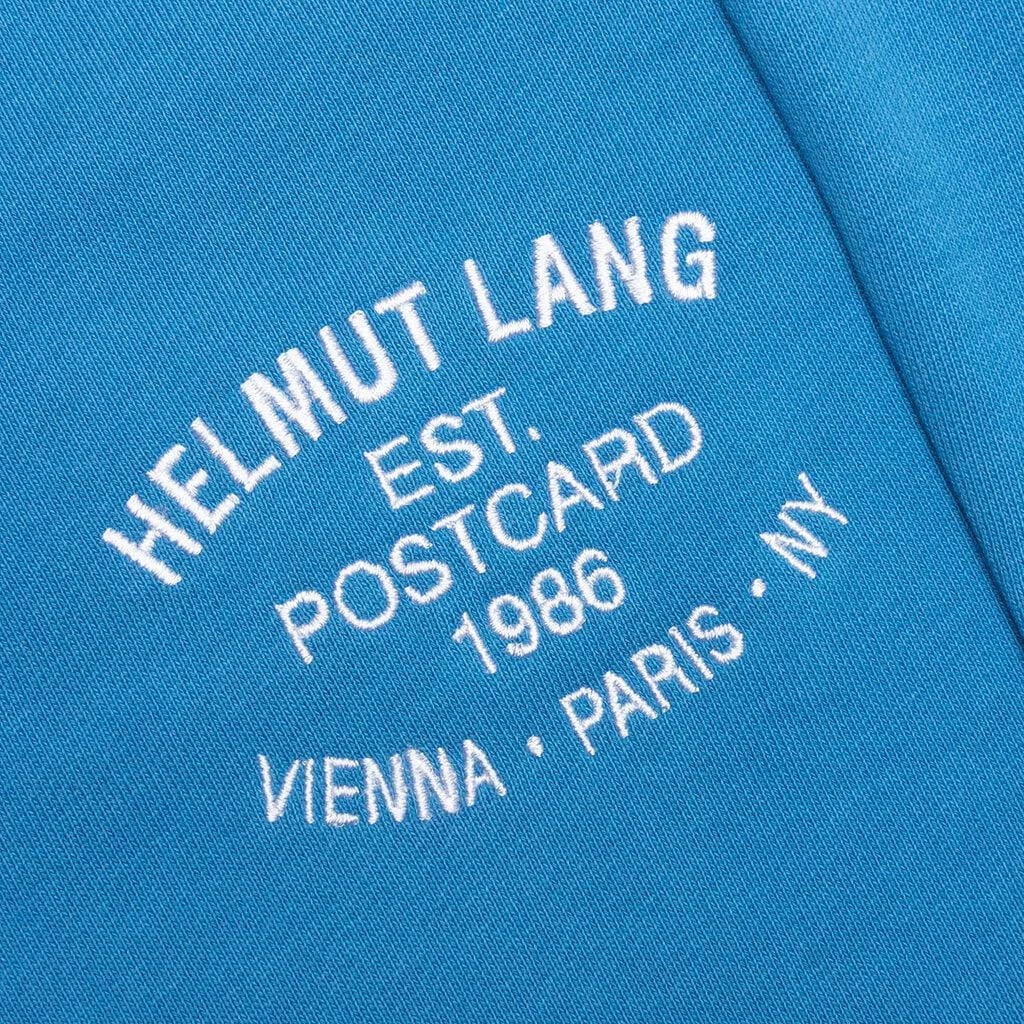 HELMUT LANG
EST.
POSTCARD
1986
VIENNA • PARIS • NY